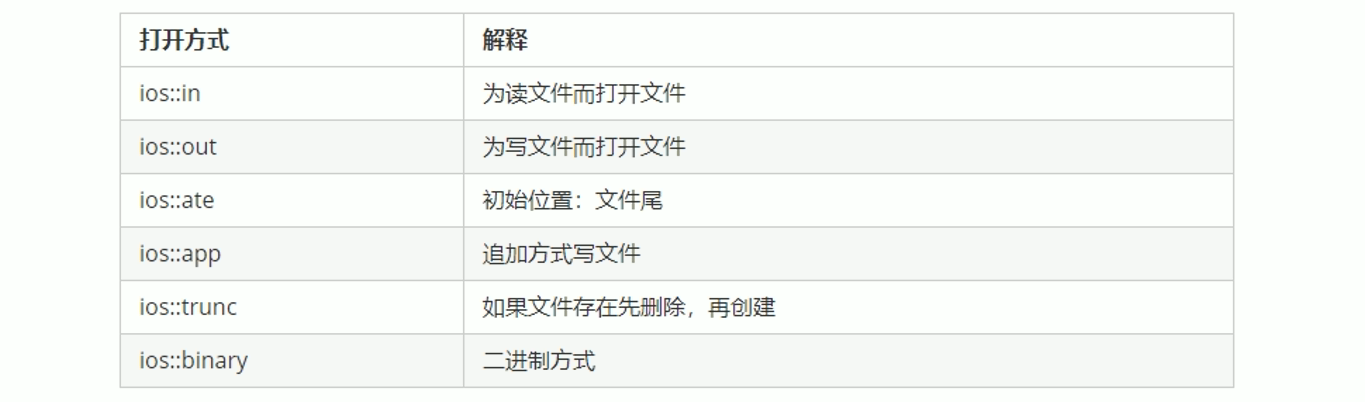 打开方式 解释
ios::in 为读文件而打开文件
ios::out 为写文件而打开文件
ios::ate 初始位置：文件尾
ios::app 追加方式写文件
ios::trunc 如果文件存在先删除，再创建
ios::binary 二进制方式